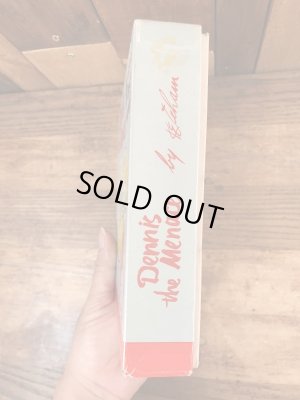 Dennis
the Menace
by Ketcham
SOLD OUT